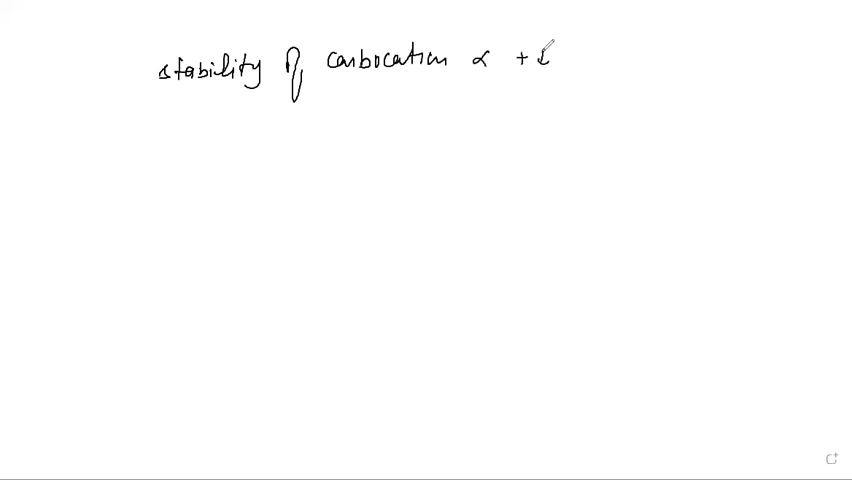 stability of carbocation ∝ + I